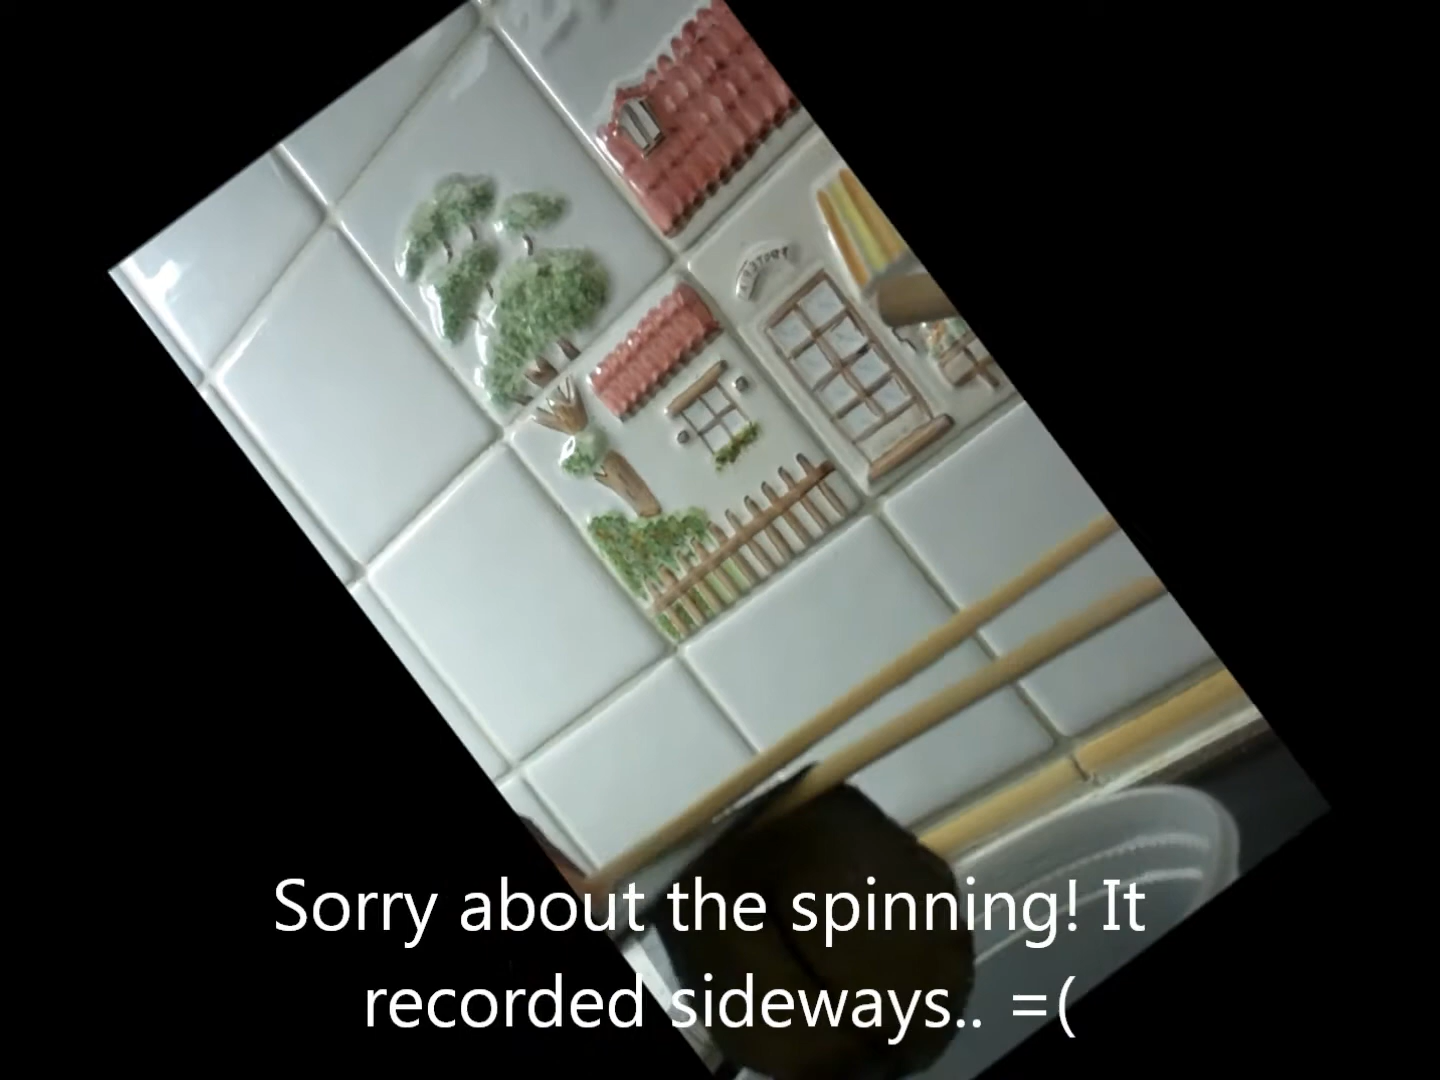 Sorry about the spinning! It
recorded sideways.. =(